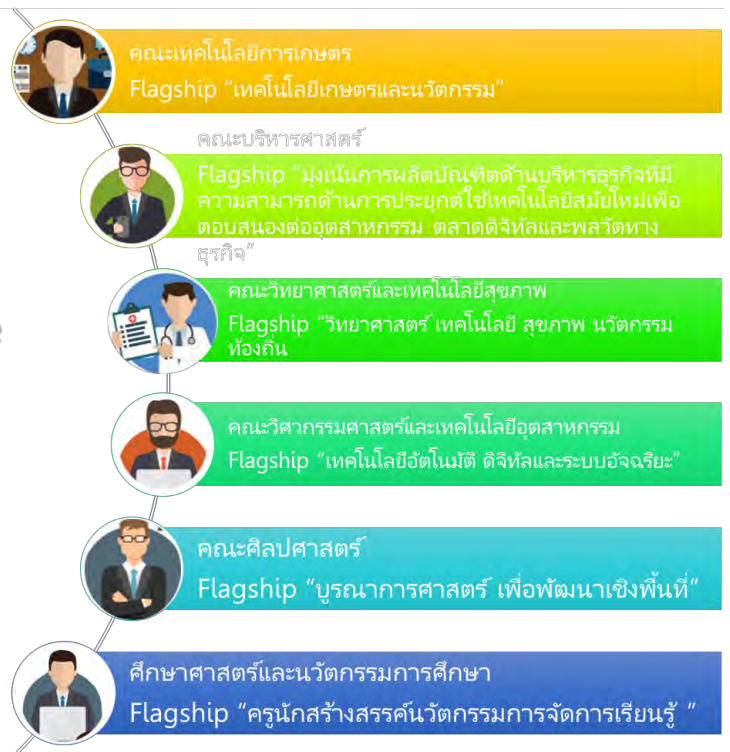 คณะเทคโนโลยีการเกษตร
Flagship “เทคโนโลยีเกษตรและนวัตกรรม”
คณะบริหารศาสตร์
Flagship “มุ่งเน้นการผลิตบัณฑิตด้านบริหารธุรกิจที่มี
ความสามารถด้านการประยุกต์ใช้เทคโนโลยีสมัยใหม่เพื่อ
ตอบสนองต่ออุตสาหกรรม ตลาดดิจิทัลและพลวัตทาง
ธุรกิจ”
คณะวิทยาศาสตร์และเทคโนโลยีสุขภาพ
Flagship “วิทยาศาสตร์ เทคโนโลยี สุขภาพ นวัตกรรม
ท้องถิ่น
คณะวิศวกรรมศาสตร์และเทคโนโลยีอุตสาหกรรม
Flagship “เทคโนโลยีอัตโนมัติ ดิจิทัลและระบบอัจฉริยะ”
คณะศิลปศาสตร์
Flagship “บูรณาการศาสตร์ เพื่อพัฒนาเชิงพื้นที่”
ศึกษาศาสตร์และนวัตกรรมการศึกษา
Flagship “ครูนักสร้างสรรค์นวัตกรรมการจัดการเรียนรู้ “